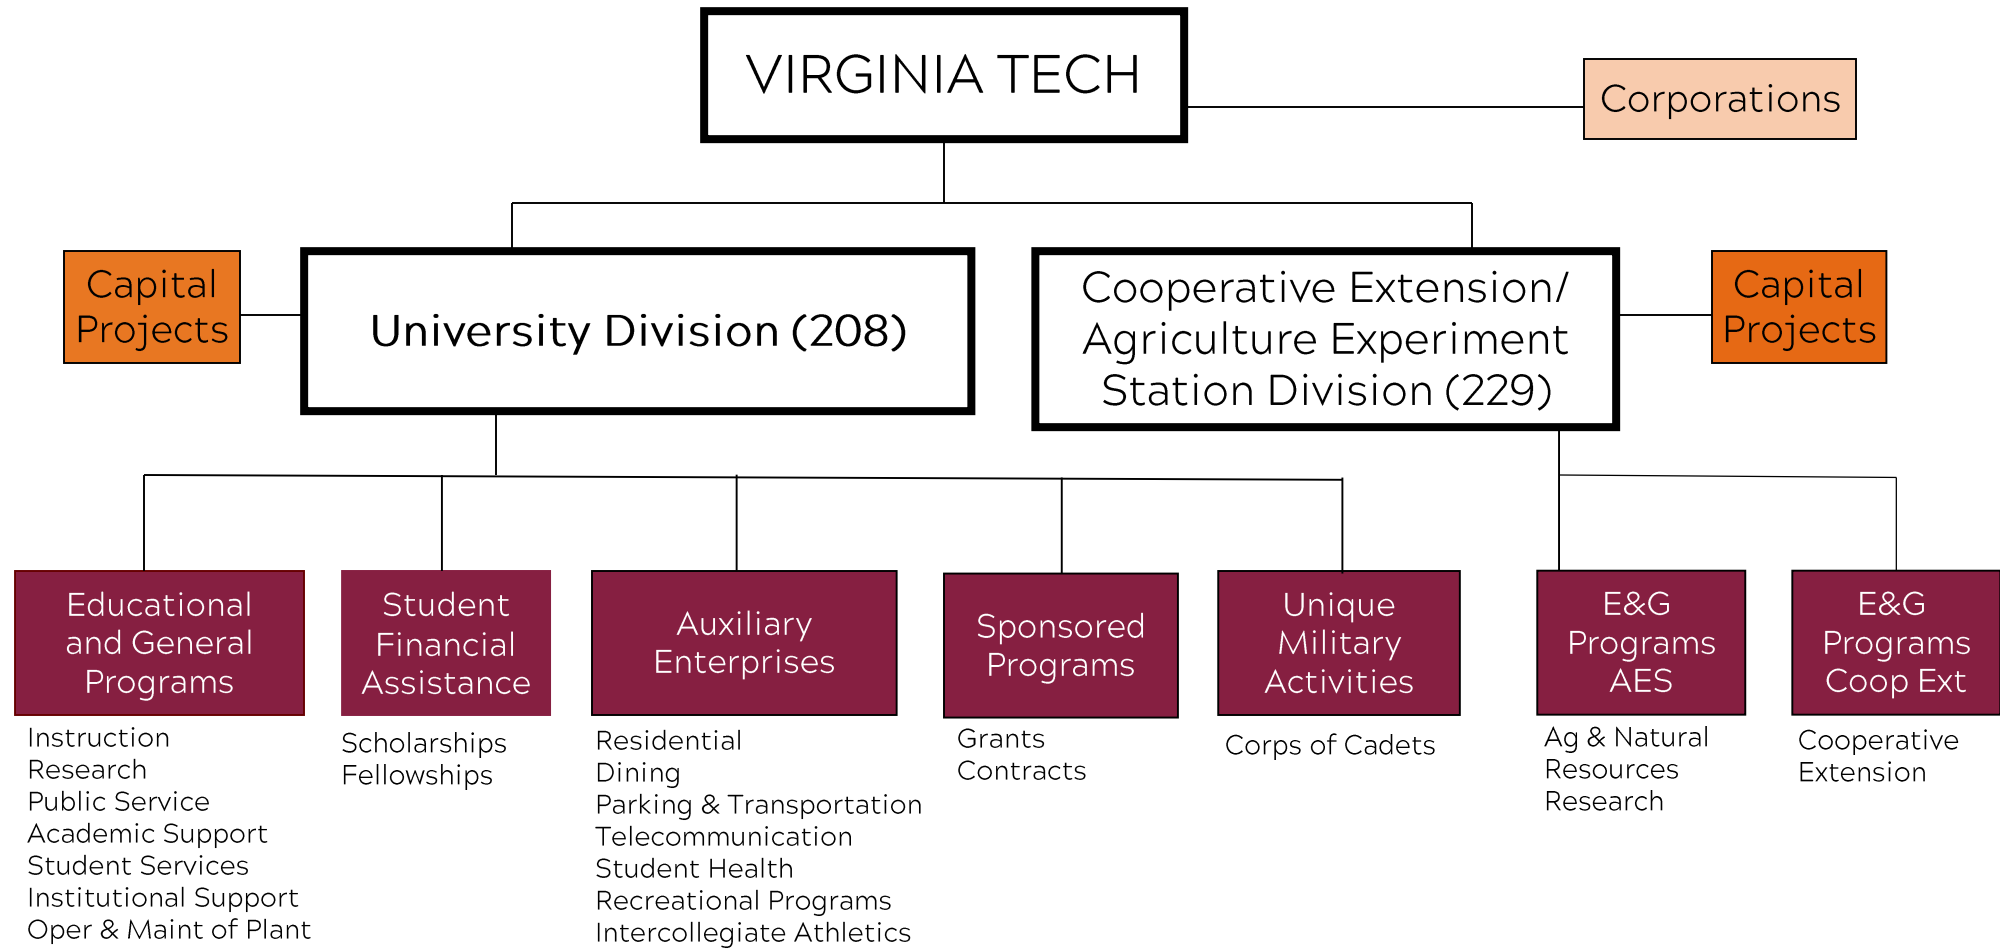 VIRGINIA TECH
Corporations
Capital
Projects
University Division (208)
Cooperative Extension/
Agriculture Experiment
Station Division (229)
Capital
Projects
Educational
and General
Programs
Instruction
Research
Public Service
Academic Support
Student Services
Institutional Support
Oper & Maint of Plant
Student
Financial
Assistance
Scholarships
Fellowships
Auxiliary
Enterprises
Residential
Dining
Parking & Transportation
Telecommunication
Student Health
Recreational Programs
Intercollegiate Athletics
Sponsored
Programs
Grants
Contracts
Unique
Military
Activities
Corps of Cadets
E&G
Programs
AES
Ag & Natural
Resources
Research
E&G
Programs
Coop Ext
Cooperative
Extension